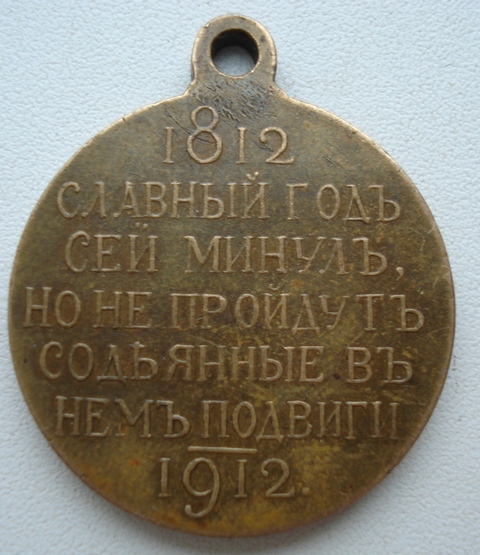 1812
СЛАВНЫЙ ГОДЪ
СЕЙ МИНУЛЪ,
НО НЕ ПРОЙДУТЪ
СОДѢЯННЫЕ ВЪ
НЕМЪ ПОДВИГИ
1912.